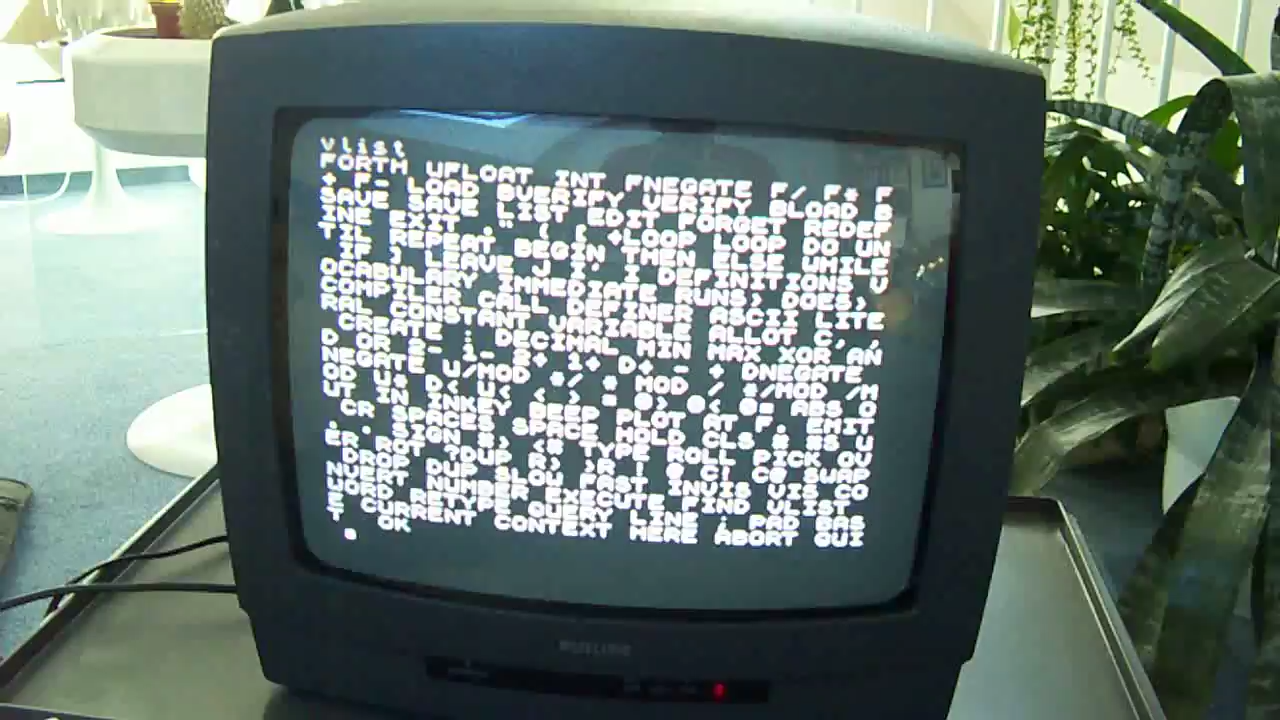 vlist
FORTH UFLOAT INT FNEGATE F/ F* F
+ F- LOAD BVERIFY VERIFY BLOAD B
SAVE SAVE LIST EDIT FORGET REDEF
INE EXIT ." ( [ +LOOP LOOP DO UN
TIL REPEAT BEGIN THEN ELSE WHILE
IF ] LEAVE J I' I DEFINITIONS V
OCABULARY IMMEDIATE RUNS> DOES>
COMPILER CALL DEFINER ASCII LITE
RAL CONSTANT VARIABLE ALLOT C, ,
CREATE : DECIMAL MIN MAX XOR AN
D OR 2- 1- 2+ 1+ D+ - + DNEGATE
NEGATE U/MOD */ * MOD / */MOD /M
OD U* D< U< < > = 0> 0< 0= ABS O
UT IN INKEY BEEP PLOT AT F. EMIT
CR SPACES SPACE HOLD CLS # #S U
. . SIGN #> <# TYPE ROLL PICK OV
ER ROT ?DUP R> >R ! @ C! C@ SWAP
DROP DUP SLOW FAST INVIS VIS CO
NVERT NUMBER EXECUTE FIND VLIST
WORD RETYPE QUERY LINE ; PAD BAS
E CURRENT CONTEXT HERE ABORT QUI
T OK
PHILIPS